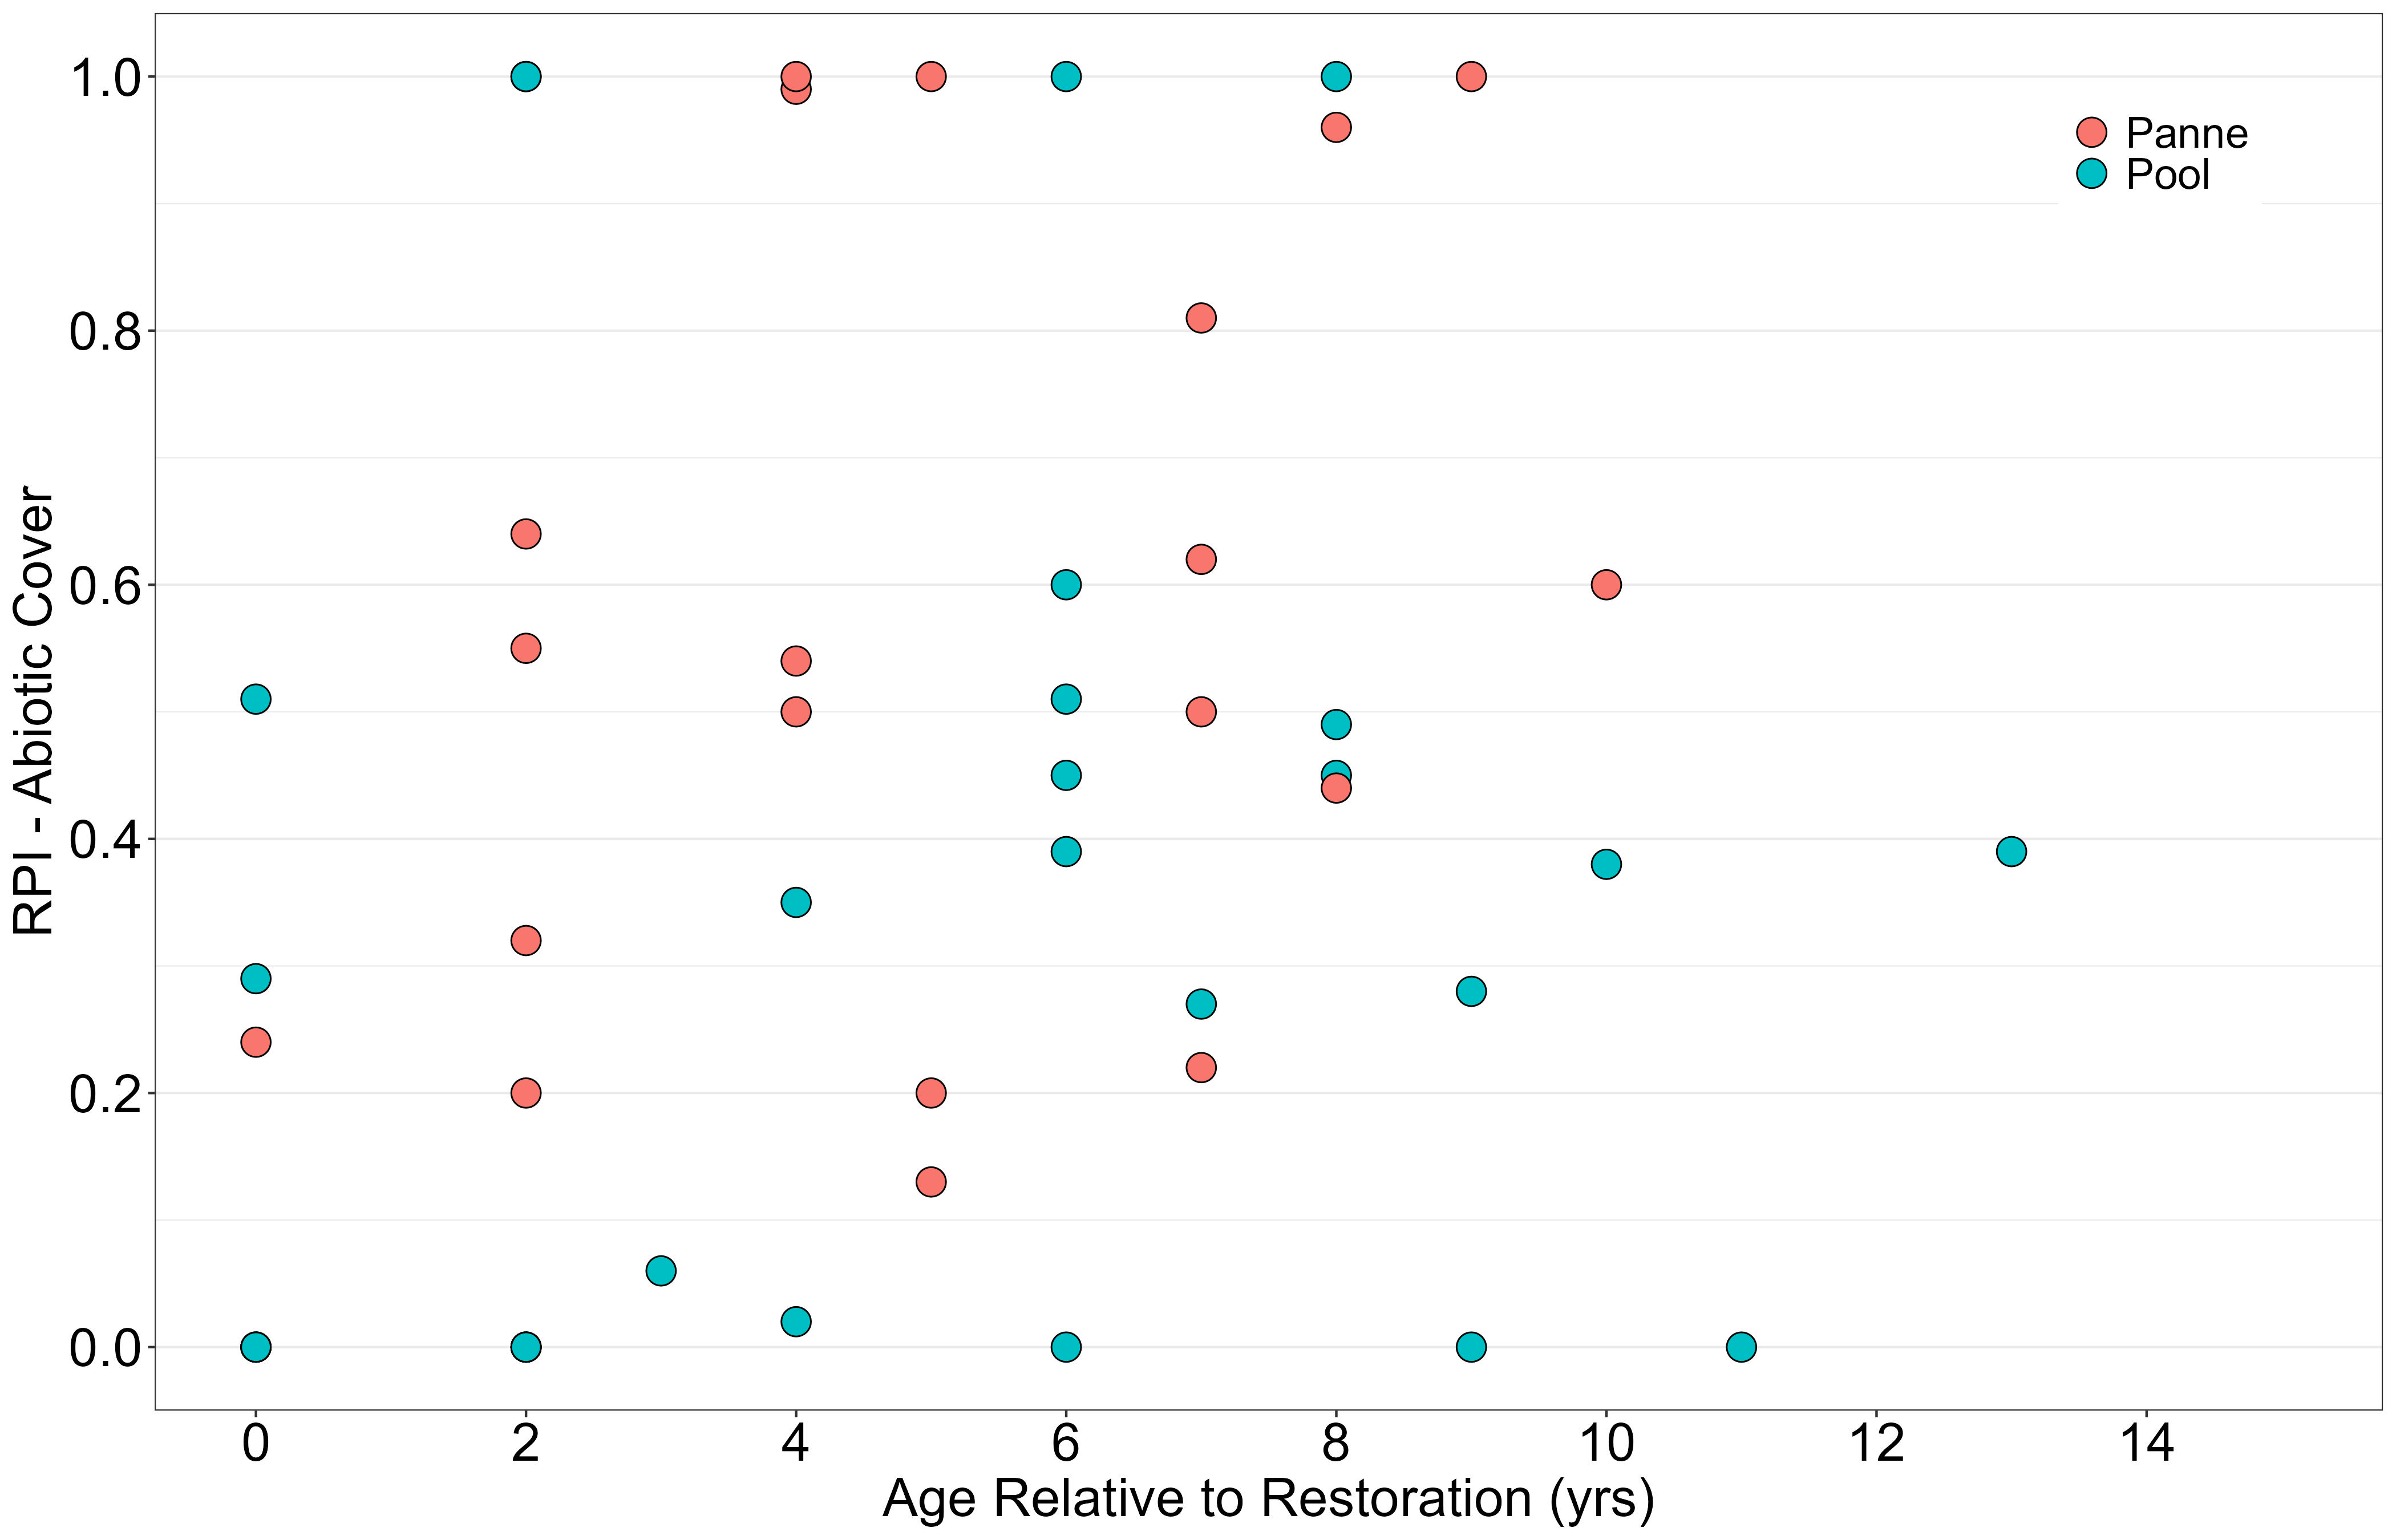 RPI - Abiotic Cover
1.0
0.8
0.6
0.4
0.2
0.0
Panne
Pool
0 2 4 6 8 10 12 14
Age Relative to Restoration (yrs)